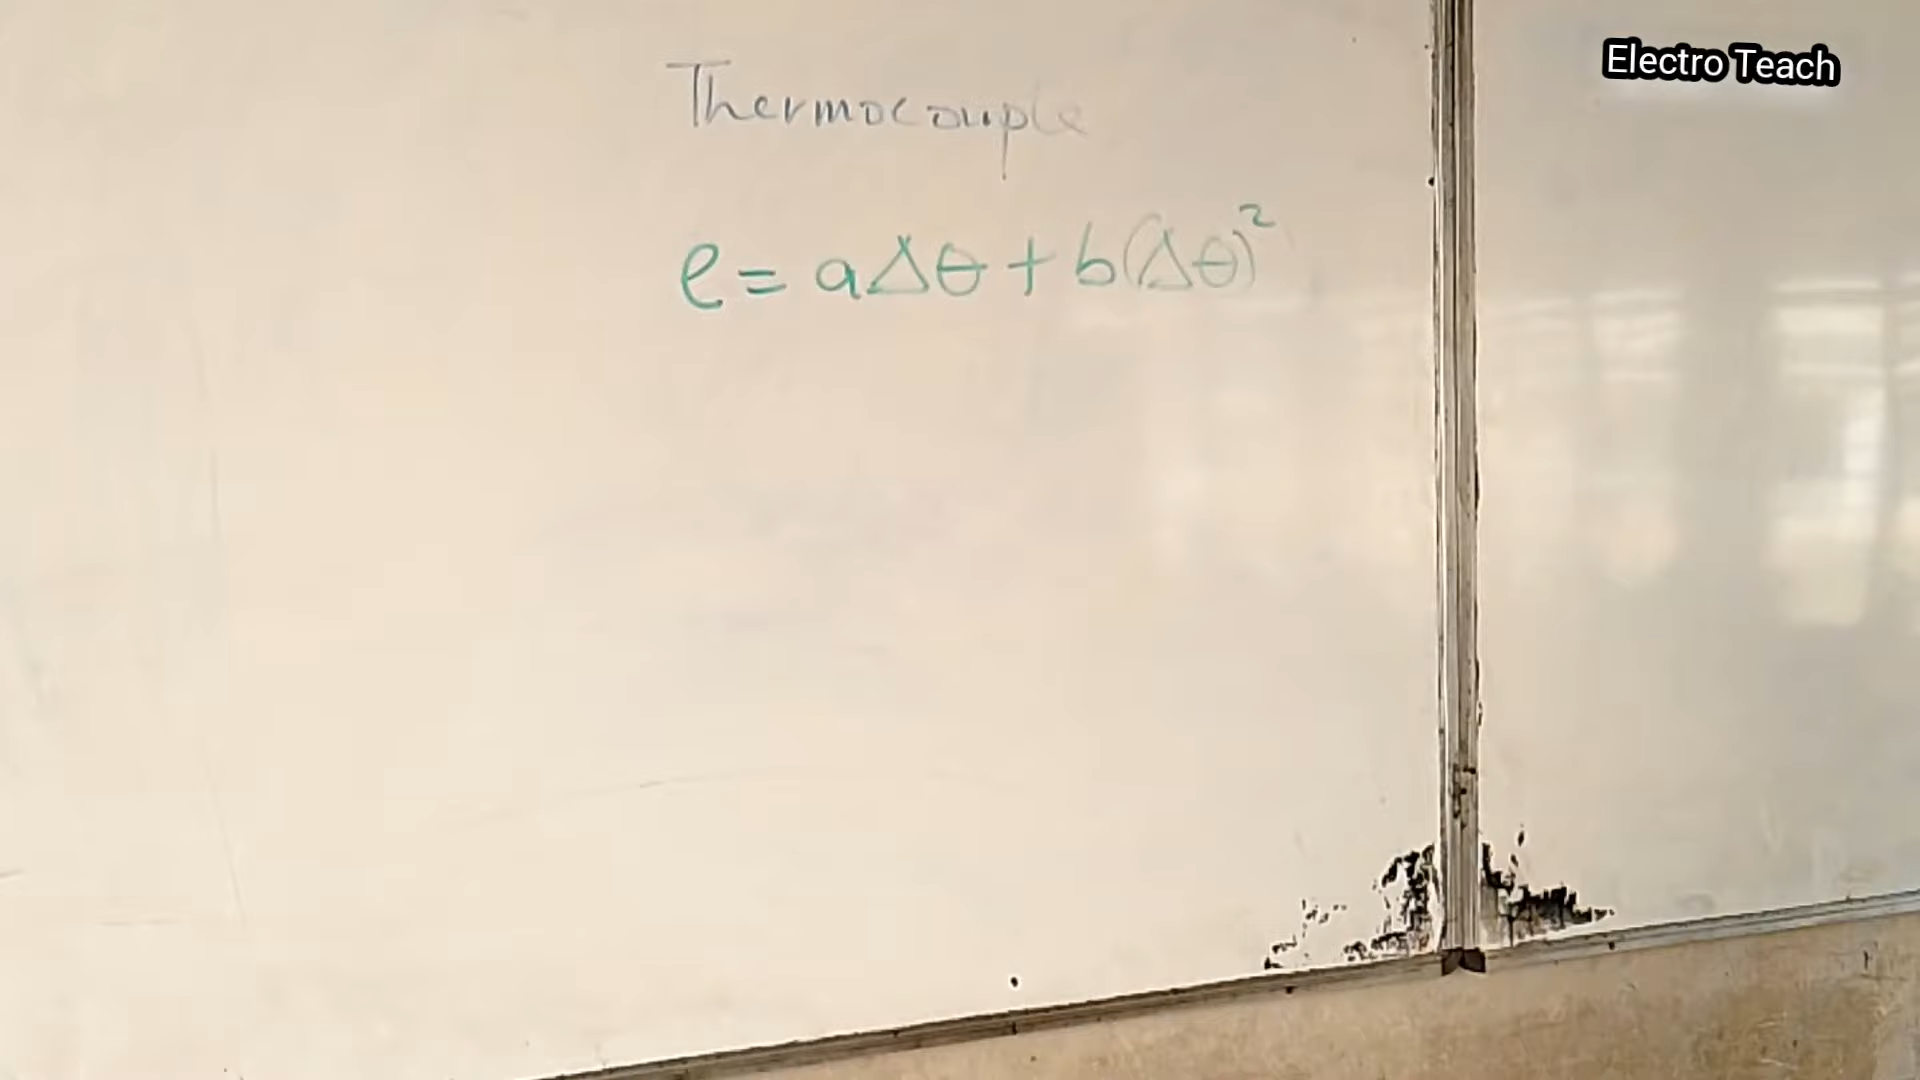 Electro Teach
Thermocouple
e = aΔθ + b(Δθ)²